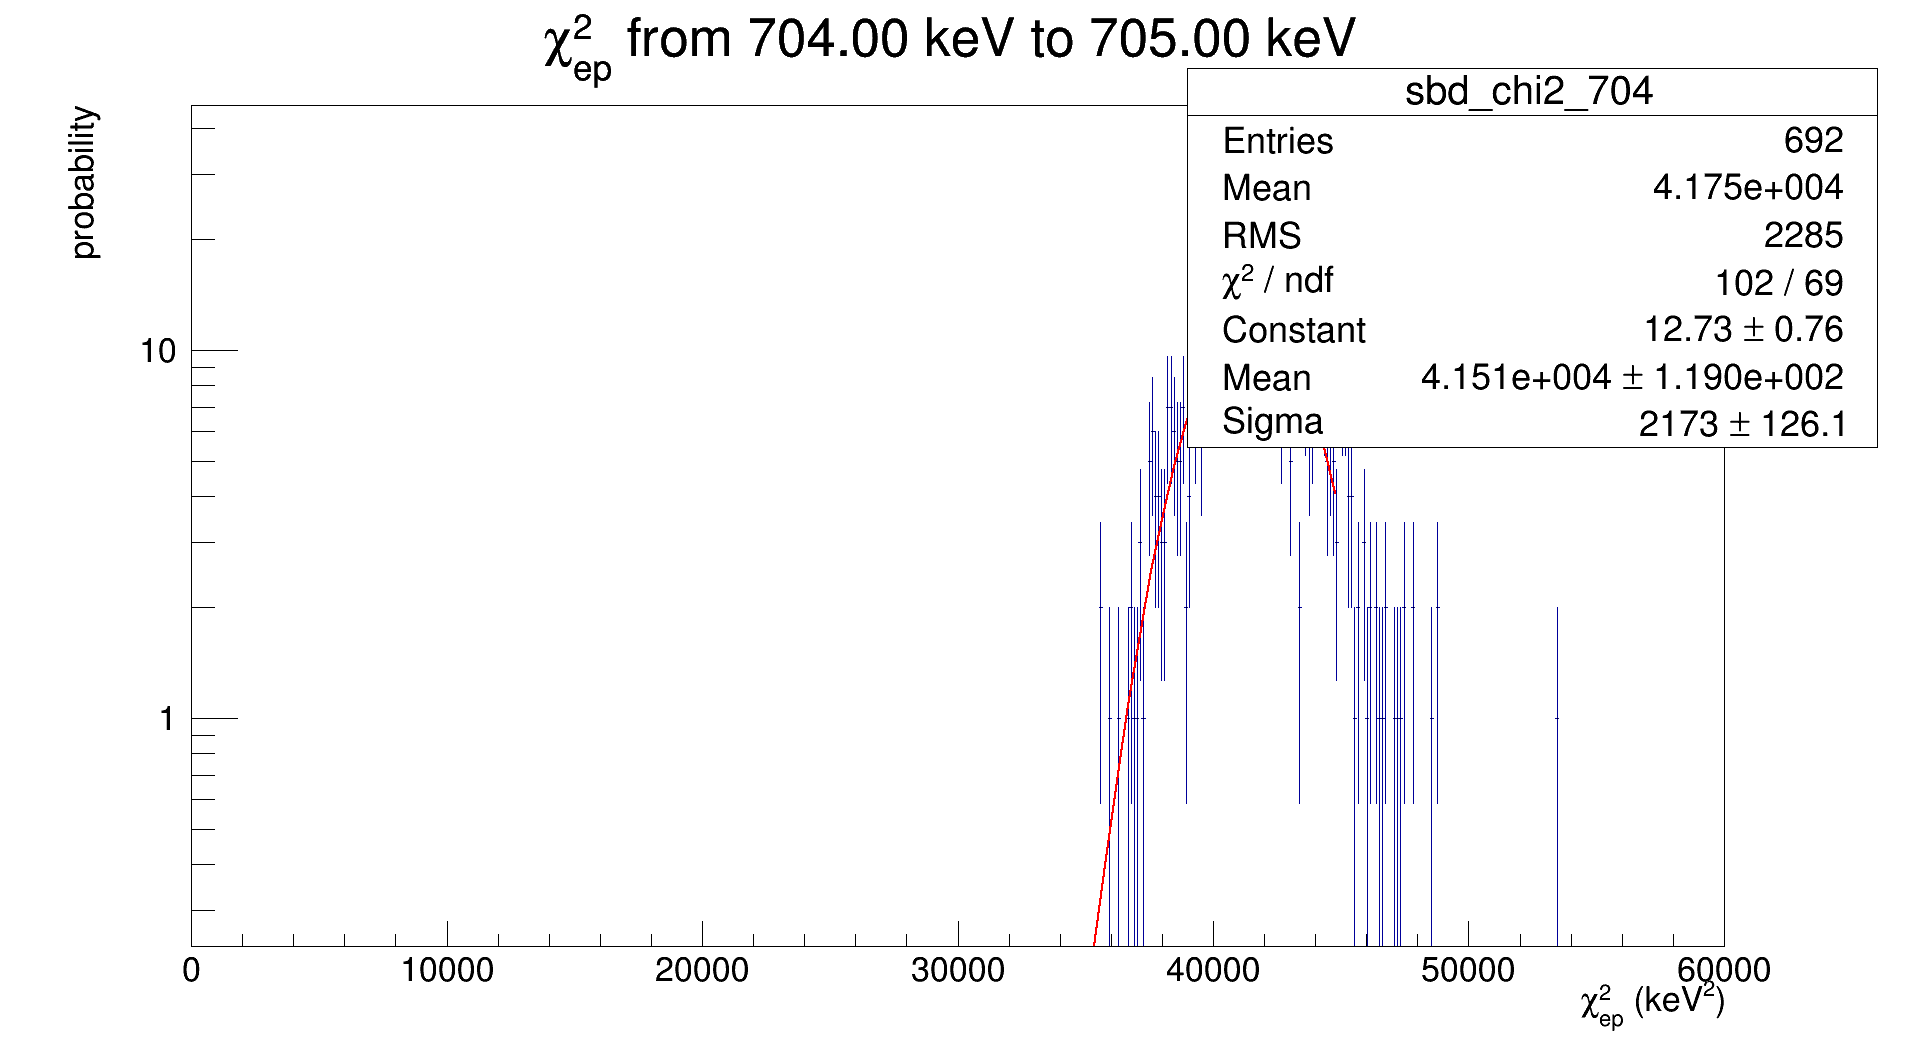 χ²ep from 704.00 keV to 705.00 keV
sbd_chi2_704
Entries 692
Mean 4.175e+004
RMS 2285
χ² / ndf 102 / 69
Constant 12.73 ± 0.76
Mean 4.151e+004 ± 1.190e+002
Sigma 2173 ± 126.1
probability
10
1
0 10000 20000 30000 40000 50000 60000
χ²ep (keV²)